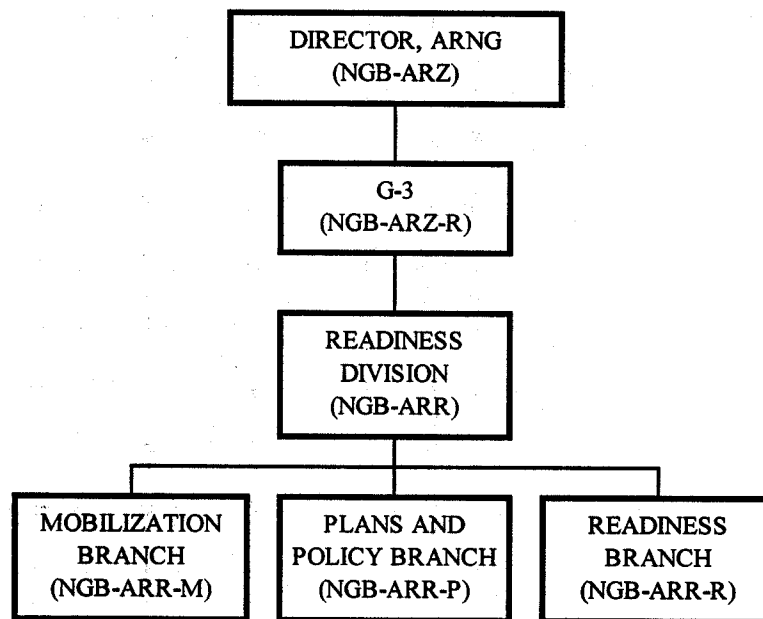 DIRECTOR, ARNG
(NGB-ARZ)
G-3
(NGB-ARZ-R)
READINESS
DIVISION
(NGB-ARR)
MOBILIZATION
BRANCH
(NGB-ARR-M)
PLANS AND
POLICY BRANCH
(NGB-ARR-P)
READINESS
BRANCH
(NGB-ARR-R)